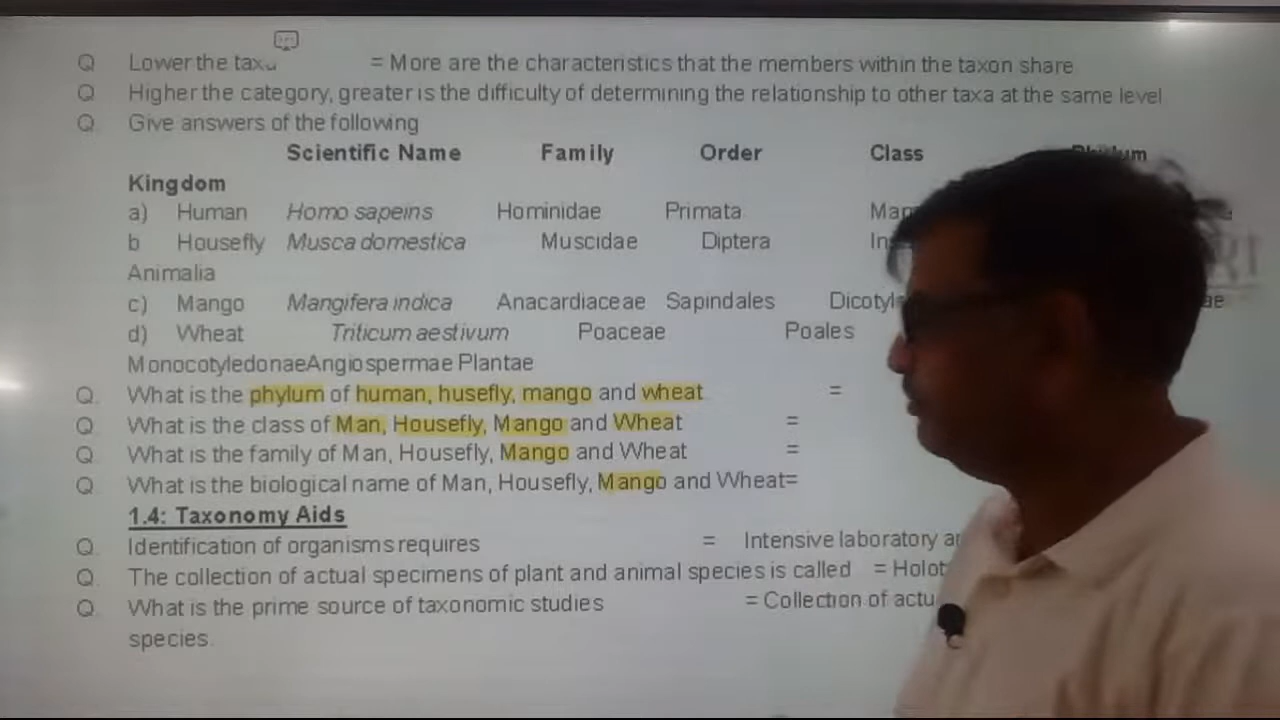 Q Lower the taxa = More are the characteristics that the members within the taxon share
Q Higher the category, greater is the difficulty of determining the relationship to other taxa at the same level
Q Give answers of the following
Scientific Name Family Order Class
Kingdom
a) Human Homo sapeins Hominidae Primata
b Housefly Musca domestica Muscidae Diptera
Animalia
c) Mango Mangifera indica Anacardiaceae Sapindales
d) Wheat Triticum aestivum Poaceae Poales
MonocotyledonaeAngiospermae Plantae
Q. What is the phylum of human, husefly, mango and wheat =
Q What is the class of Man, Housefly, Mango and Wheat =
Q What is the family of Man, Housefly, Mango and Wheat =
Q. What is the biological name of Man, Housefly, Mango and Wheat=
1.4: Taxonomy Aids
Q. Identification of organisms requires = Intensive laboratory
Q. The collection of actual specimens of plant and animal species is called =
Q. What is the prime source of taxonomic studies = Collection of
species.